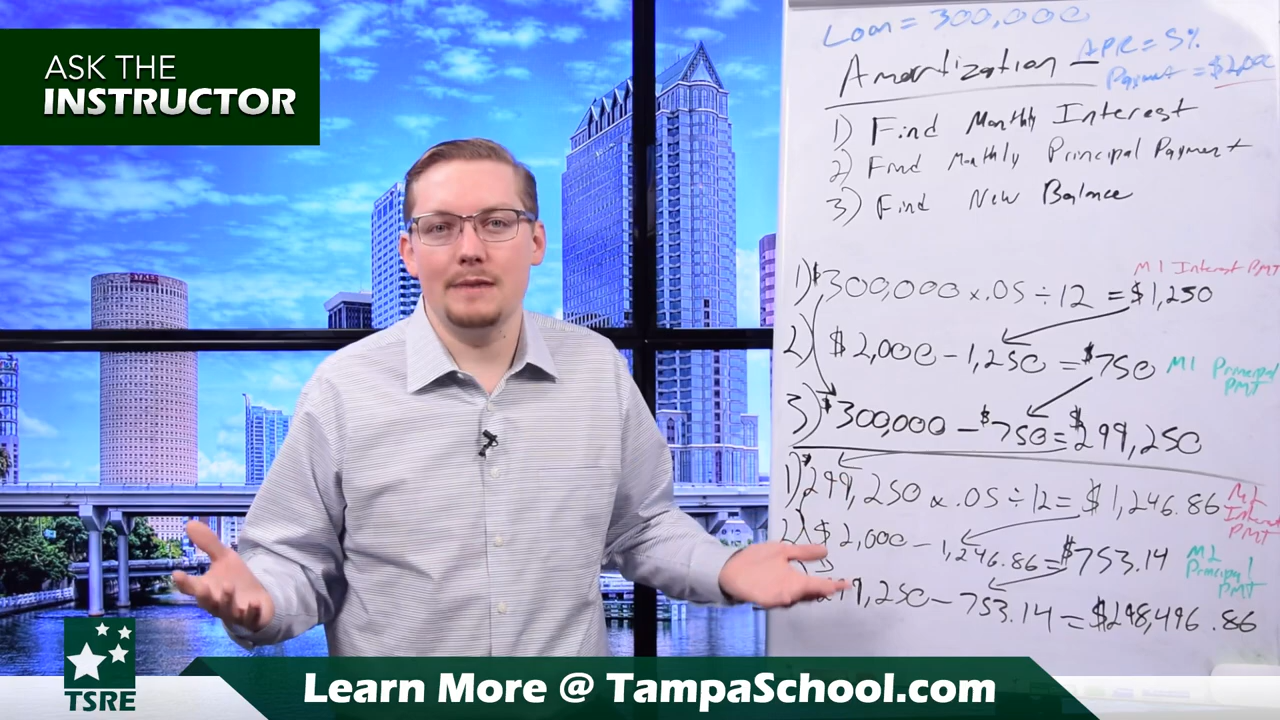 ASK THE
INSTRUCTOR
Loan = 300,000
Amortization –
APR = 5%
Payment = $2,000
1) Find Monthly Interest
2) Find Monthly Principal Payment
3) Find New Balance
M1 Interest PMT
1) $300,000 x .05 ÷ 12 = $1,250
2) $2,000 – 1,250 = $750
M1 Principal
PMT
3) $300,000 – $750 = $299,250
1) $299,250 x .05 ÷ 12 = $1,246.86
M2
Interest
PMT
2) $2,000 – 1,246.86 = $753.14
M2
Principal
PMT
299,250 – 753.14 = $298,496.86
SYKES
TSRE
Learn More @ TampaSchool.com